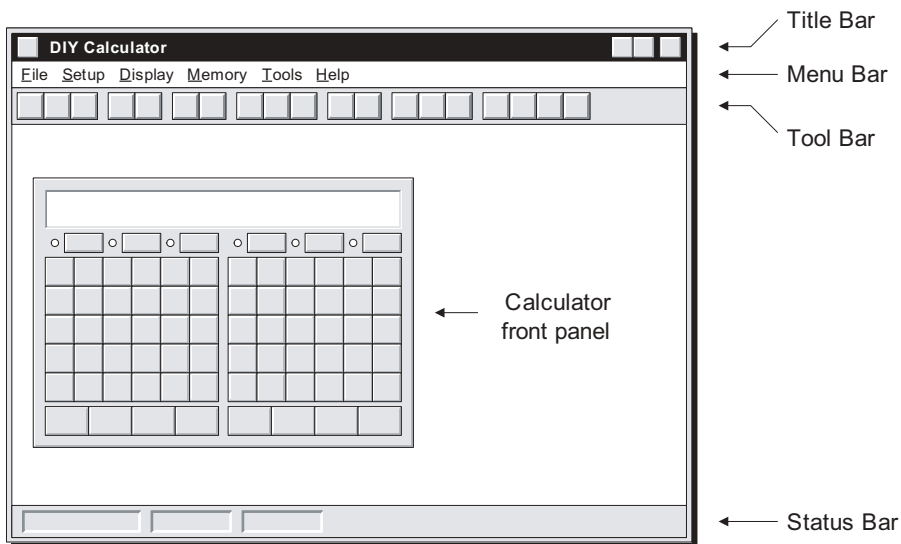 Title Bar
DIY Calculator
File Setup Display Memory Tools Help
Menu Bar
Tool Bar
Calculator
front panel
Status Bar